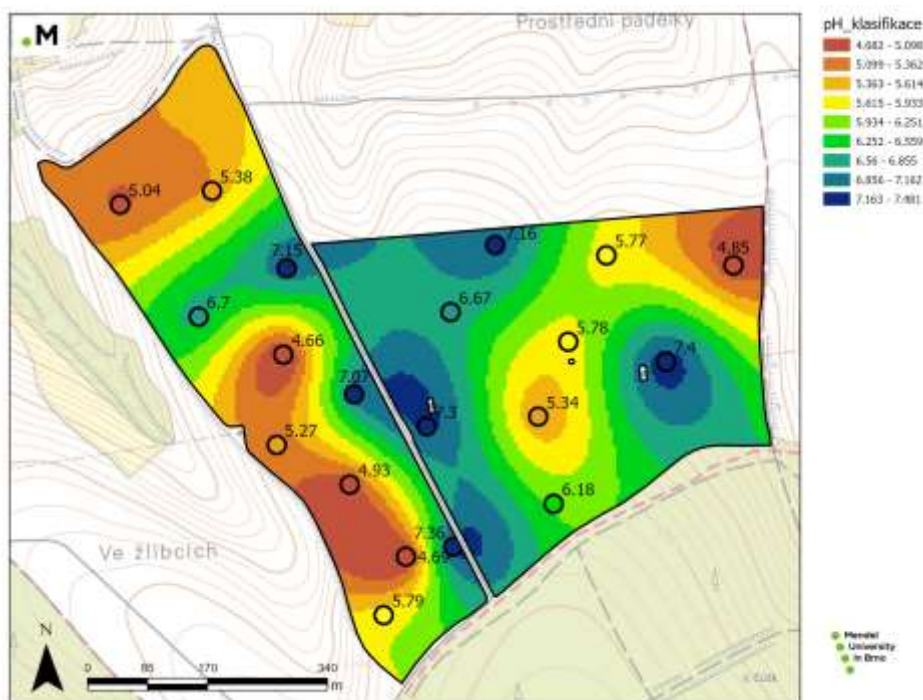 M
Prostřední padělky
5.04
5.38
7.15
7.16
5.77
4.85
6.7
6.67
4.66
5.78
7.4
7.07
7.3
5.34
5.27
4.93
6.18
7.36
4.69
5.79
Ve žlíbcích
N
0 85 170 340
m
pH_klasifikace
4.682 - 5.098
5.099 - 5.362
5.363 - 5.614
5.615 - 5.933
5.934 - 6.251
6.252 - 6.559
6.56 - 6.855
6.856 - 7.162
7.163 - 7.481
Mendel
University
in Brno